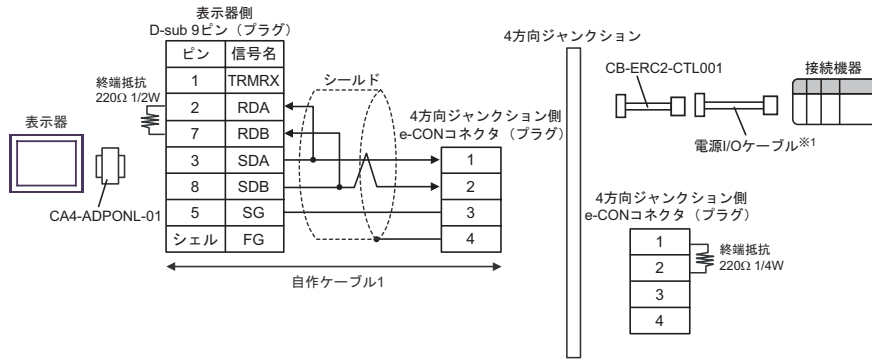 表示器側
D-sub 9ピン（プラグ）
ピン 信号名
1 TRMRX
2 RDA
7 RDB
3 SDA
8 SDB
5 SG
シェル FG
終端抵抗
220Ω 1/2W
表示器
CA4-ADPONL-01
シールド
4方向ジャンクション側
e-CONコネクタ（プラグ）
1
2
3
4
自作ケーブル1
4方向ジャンクション
CB-ERC2-CTL001
接続機器
電源I/Oケーブル※1
4方向ジャンクション側
e-CONコネクタ（プラグ）
1
2
3
4
終端抵抗
220Ω 1/4W